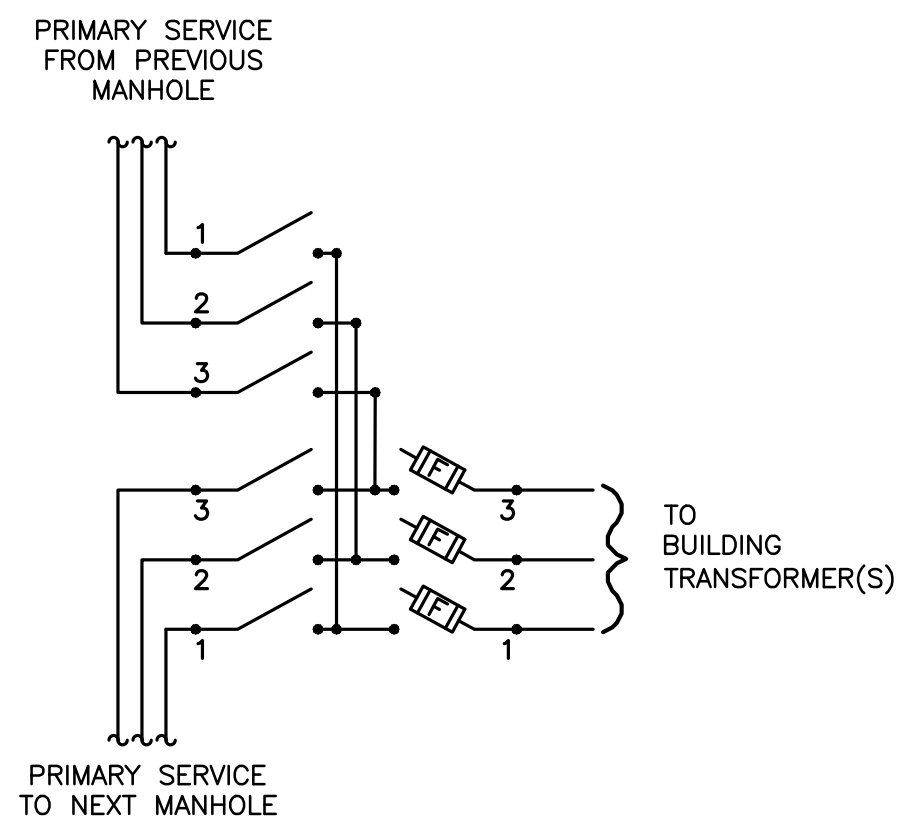 PRIMARY SERVICE
FROM PREVIOUS
MANHOLE
1
2
3
3
F
3
2
F
2
1
F
1
TO
BUILDING
TRANSFORMER(S)
PRIMARY SERVICE
TO NEXT MANHOLE